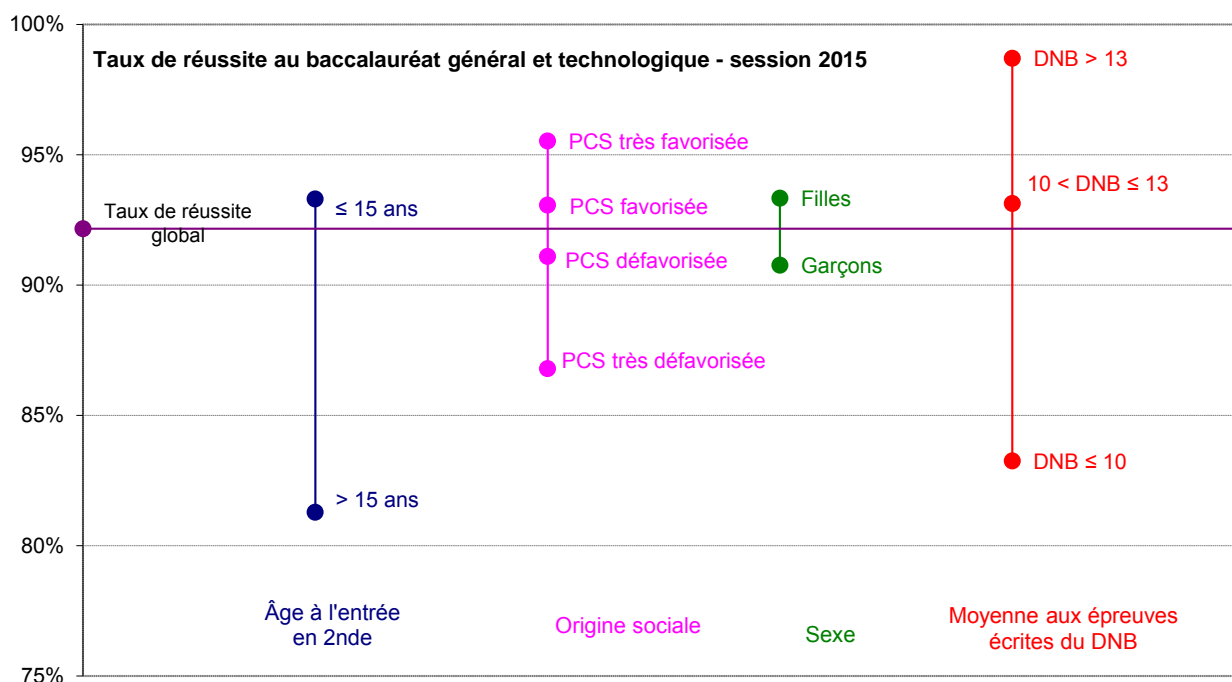 100%
Taux de réussite au baccalauréat général et technologique - session 2015
DNB > 13
95%
PCS très favorisée
10 < DNB ≤ 13
Taux de réussite
global
≤ 15 ans
PCS favorisée
Filles
PCS défavorisée
Garçons
90%
PCS très défavorisée
85%
DNB ≤ 10
> 15 ans
80%
Âge à l'entrée
en 2nde
Origine sociale
Sexe
Moyenne aux épreuves
écrites du DNB
75%